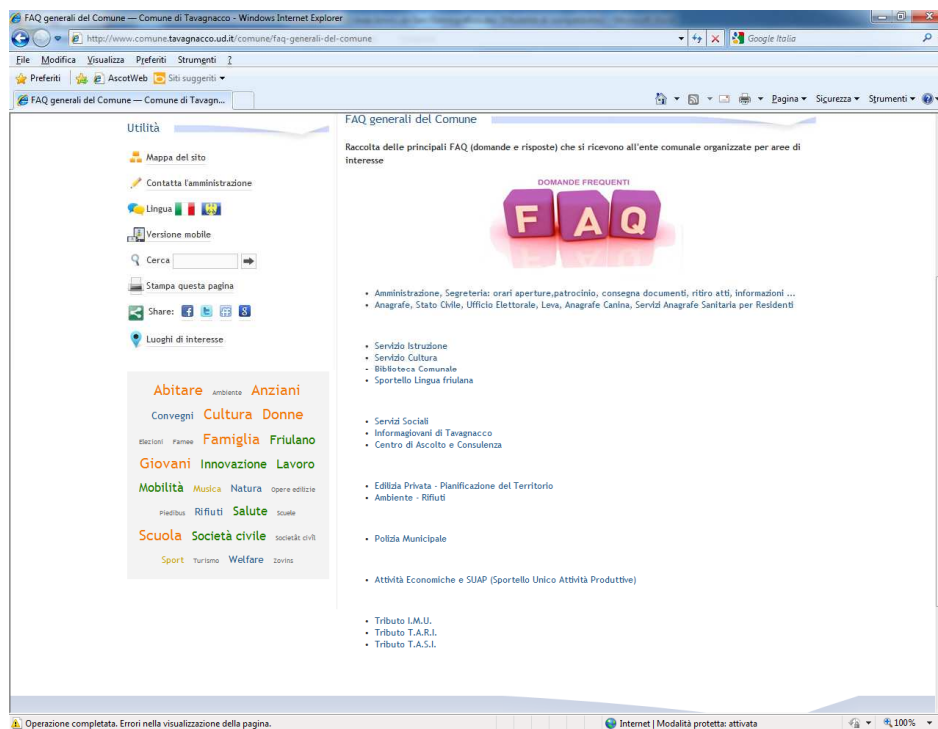 FAQ generali del Comune — Comune di Tavagnacco - Windows Internet Explorer
http://www.comune.tavagnacco.ud.it/comune/faq-generali-del-comune
Google Italia
File Modifica Visualizza Preferiti Strumenti ?
Preferiti AscotWeb Siti suggeriti
FAQ generali del Comune — Comune di Tavagn...
Pagina Sicurezza Strumenti
Utilità
Mappa del sito
Contatta l'amministrazione
Lingua
Versione mobile
Cerca
Stampa questa pagina
Share:
Luoghi di interesse
Abitare Ambiente Anziani
Convegni Cultura Donne
Elezioni Famee Famiglia Friulano
Giovani Innovazione Lavoro
Mobilità Musica Natura Opere edilizie
Piedibus Rifiuti Salute Scuele
Scuola Società civile Societât civîl
Sport Turismo Welfare Zovins
FAQ generali del Comune
Raccolta delle principali FAQ (domande e risposte) che si ricevono all'ente comunale organizzate per aree di
interesse
DOMANDE FREQUENTI
FAQ
• Amministrazione, Segreteria: orari aperture,patrocinio, consegna documenti, ritiro atti, informazioni ...
• Anagrafe, Stato Civile, Ufficio Elettorale, Leva, Anagrafe Canina, Servizi Anagrafe Sanitaria per Residenti
• Servizio Istruzione
• Servizio Cultura
• Biblioteca Comunale
• Sportello Lingua friulana
• Servizi Sociali
• Informagiovani di Tavagnacco
• Centro di Ascolto e Consulenza
• Edilizia Privata - Pianificazione del Territorio
• Ambiente - Rifiuti
• Polizia Municipale
• Attività Economiche e SUAP (Sportello Unico Attività Produttive)
• Tributo I.M.U.
• Tributo T.A.R.I.
• Tributo T.A.S.I.
Operazione completata. Errori nella visualizzazione della pagina.
Internet | Modalità protetta: attivata
100%